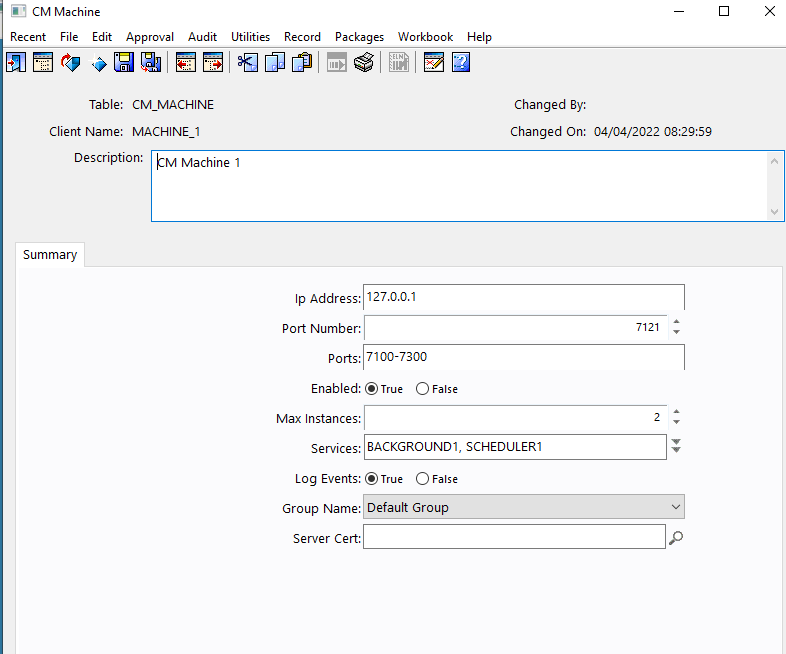 CM Machine
Recent File Edit Approval Audit Utilities Record Packages Workbook Help
Table: CM_MACHINE Changed By:
Client Name: MACHINE_1 Changed On: 04/04/2022 08:29:59
Description: CM Machine 1
Summary
Ip Address: 127.0.0.1
Port Number: 7121
Ports: 7100-7300
Enabled: True False
Max Instances: 2
Services: BACKGROUND1, SCHEDULER1
Log Events: True False
Group Name: Default Group
Server Cert: